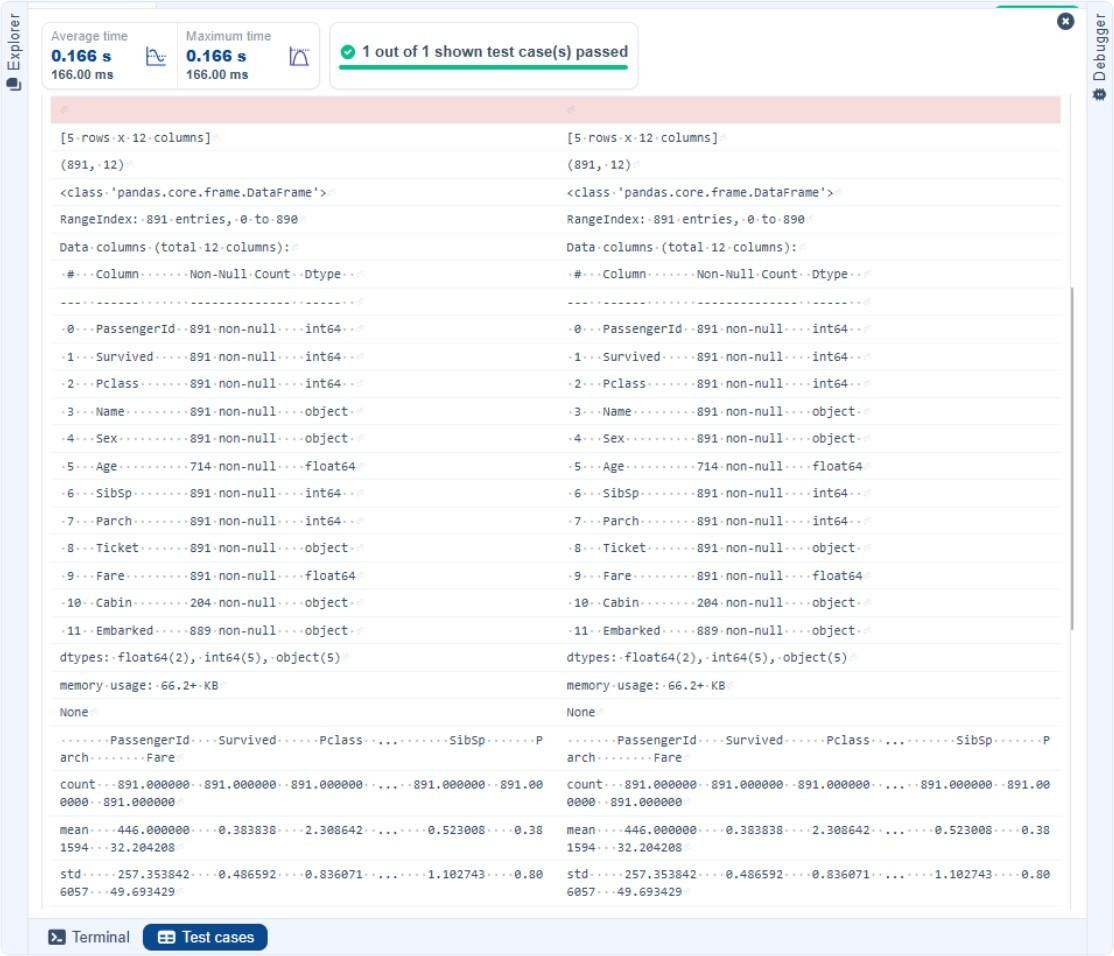 Explorer
Average time
0.166 s
166.00 ms
Maximum time
0.166 s
166.00 ms
1 out of 1 shown test case(s) passed
Debugger
[5 rows x 12 columns]
(891, 12)
<class 'pandas.core.frame.DataFrame'>
RangeIndex: 891 entries, 0 to 890
Data columns (total 12 columns):
 #   Column       Non-Null Count  Dtype
---  ------       --------------  -----
 0   PassengerId  891 non-null    int64
 1   Survived     891 non-null    int64
 2   Pclass       891 non-null    int64
 3   Name         891 non-null    object
 4   Sex          891 non-null    object
 5   Age          714 non-null    float64
 6   SibSp        891 non-null    int64
 7   Parch        891 non-null    int64
 8   Ticket       891 non-null    object
 9   Fare         891 non-null    float64
 10  Cabin        204 non-null    object
 11  Embarked     889 non-null    object
dtypes: float64(2), int64(5), object(5)
memory usage: 66.2+ KB
None
       PassengerId    Survived      Pclass  ...       SibSp       P
arch        Fare
count   891.000000  891.000000  891.000000  ...  891.000000  891.00
0000  891.000000
mean    446.000000    0.383838    2.308642  ...    0.523008    0.38
1594   32.204208
std     257.353842    0.486592    0.836071  ...    1.102743    0.80
6057   49.693429
[5 rows x 12 columns]
(891, 12)
<class 'pandas.core.frame.DataFrame'>
RangeIndex: 891 entries, 0 to 890
Data columns (total 12 columns):
 #   Column       Non-Null Count  Dtype
---  ------       --------------  -----
 0   PassengerId  891 non-null    int64
 1   Survived     891 non-null    int64
 2   Pclass       891 non-null    int64
 3   Name         891 non-null    object
 4   Sex          891 non-null    object
 5   Age          714 non-null    float64
 6   SibSp        891 non-null    int64
 7   Parch        891 non-null    int64
 8   Ticket       891 non-null    object
 9   Fare         891 non-null    float64
 10  Cabin        204 non-null    object
 11  Embarked     889 non-null    object
dtypes: float64(2), int64(5), object(5)
memory usage: 66.2+ KB
None
       PassengerId    Survived      Pclass  ...       SibSp       P
arch        Fare
count   891.000000  891.000000  891.000000  ...  891.000000  891.00
0000  891.000000
mean    446.000000    0.383838    2.308642  ...    0.523008    0.38
1594   32.204208
std     257.353842    0.486592    0.836071  ...    1.102743    0.80
6057   49.693429
Terminal
Test cases